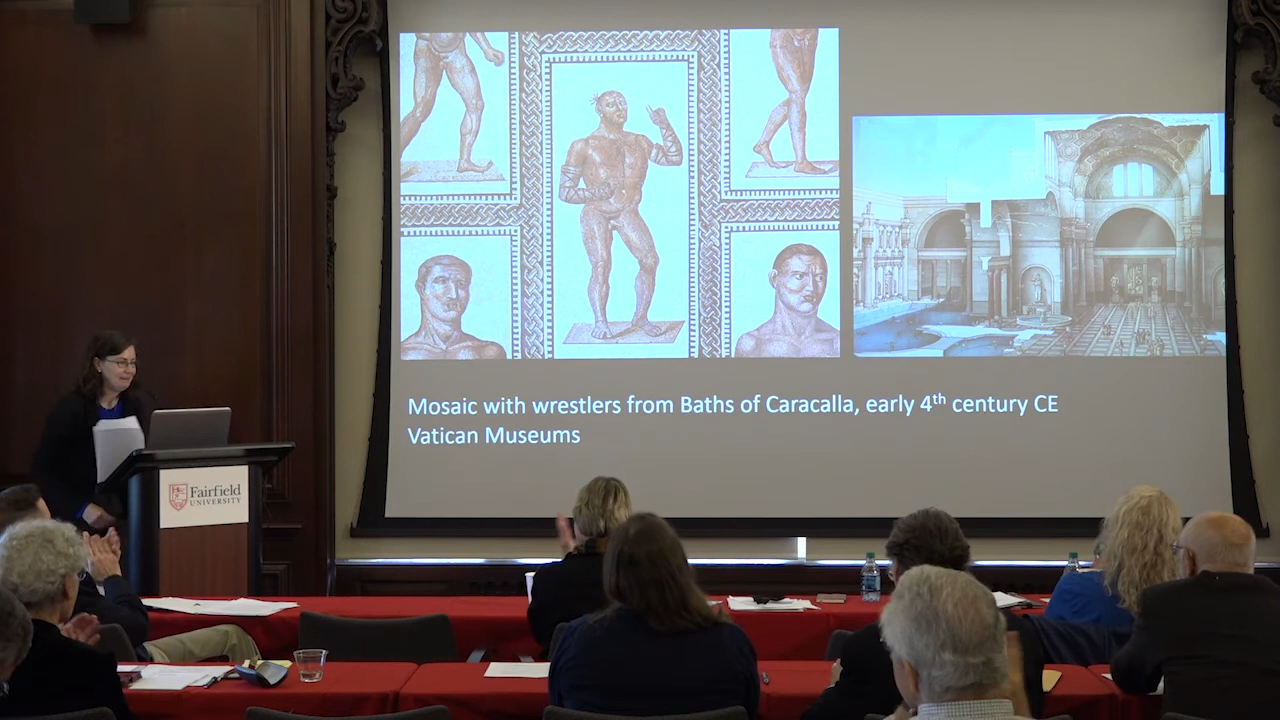 Mosaic with wrestlers from Baths of Caracalla, early 4th century CE
Vatican Museums
Fairfield
UNIVERSITY